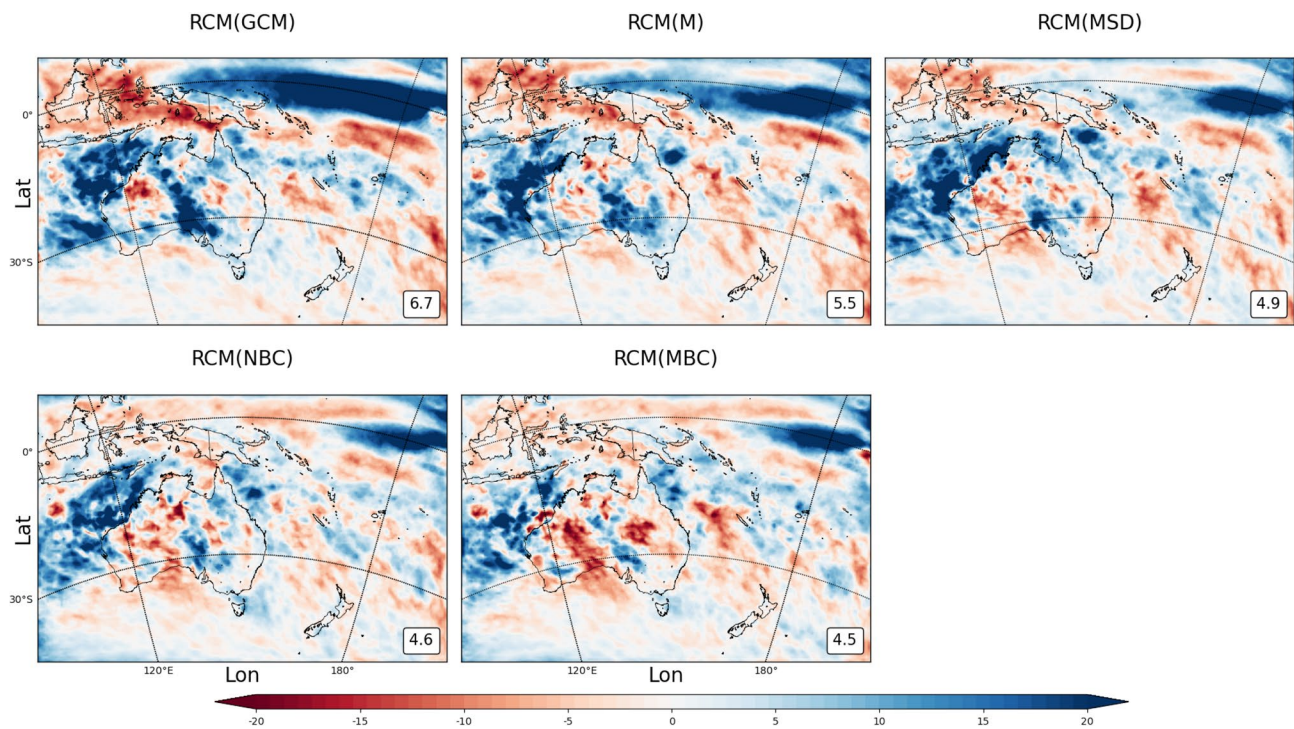 RCM(GCM)
RCM(M)
RCM(MSD)
0°
Lat
30°S
6.7
5.5
4.9
RCM(NBC)
RCM(MBC)
0°
Lat
30°S
4.6
4.5
120°E
Lon
180°
120°E
Lon
180°
-20
-15
-10
-5
0
5
10
15
20